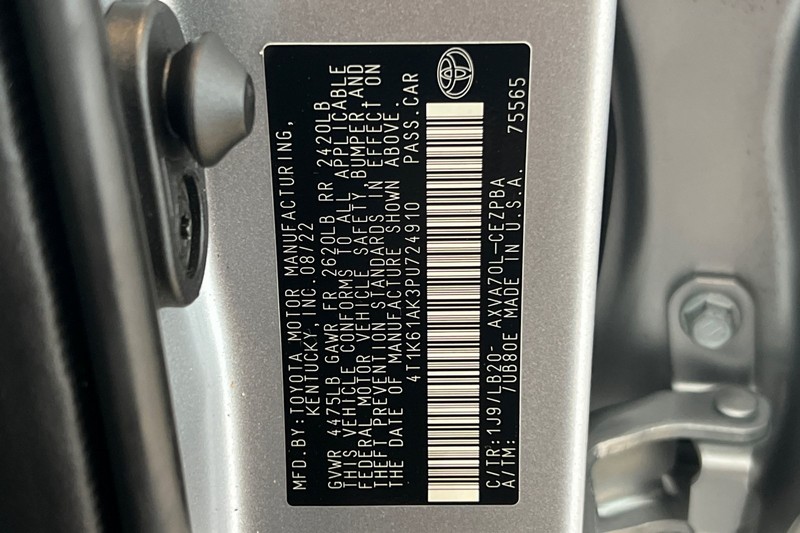 MFD. BY: TOYOTA MOTOR MANUFACTURING,
KENTUCKY, INC. 08/22
GVWR 4475LB GAWR FR 2620LB RR 2420LB
THIS VEHICLE CONFORMS TO ALL APPLICABLE
FEDERAL MOTOR VEHICLE SAFETY, BUMPER, AND
THEFT PREVENTION STANDARDS IN EFFECT ON
THE DATE OF MANUFACTURE SHOWN ABOVE.
4T1K61AK3PU724910 PASS. CAR
C/TR: 1J9/LB20- AXVA70L-CEZPBA
A/TM: 7UB80E MADE IN U.S.A. 75565